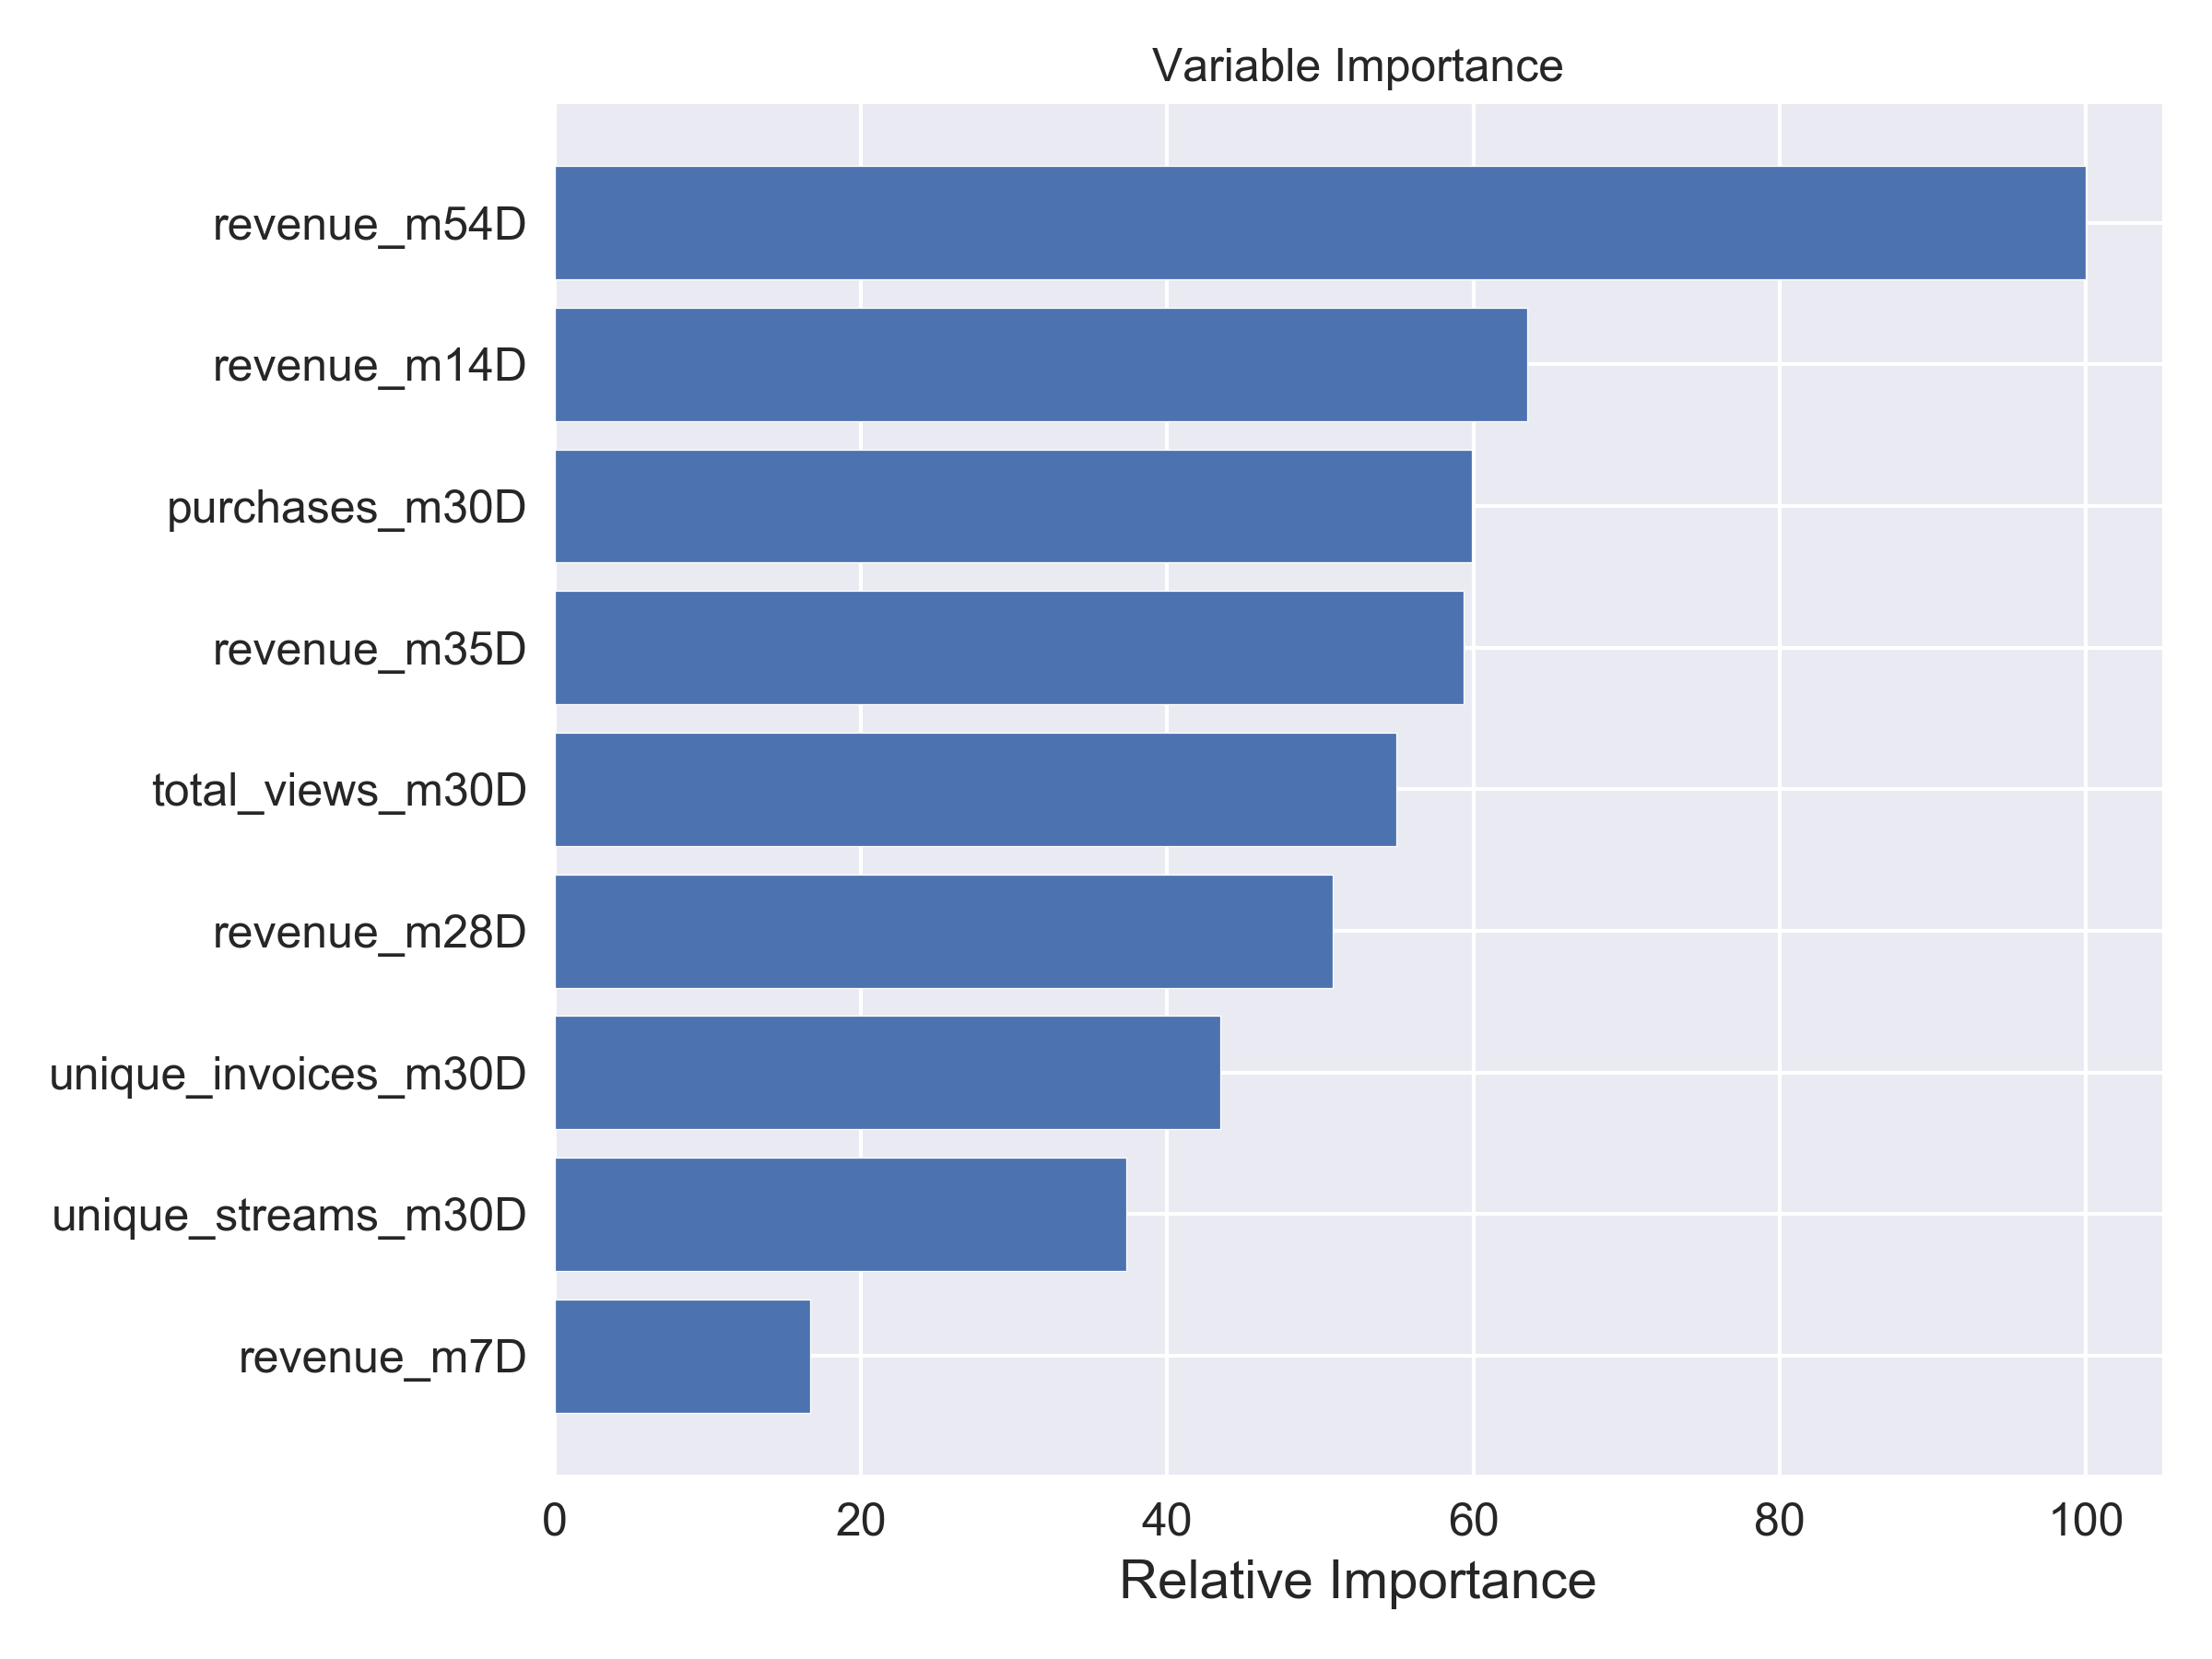 Variable Importance
revenue_m54D
revenue_m14D
purchases_m30D
revenue_m35D
total_views_m30D
revenue_m28D
unique_invoices_m30D
unique_streams_m30D
revenue_m7D
0 20 40 60 80 100
Relative Importance